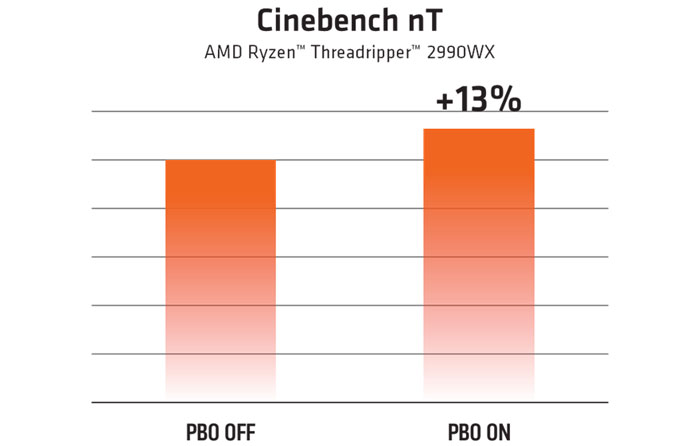 Cinebench nT
AMD Ryzen™ Threadripper™ 2990WX
+13%
PBO OFF
PBO ON